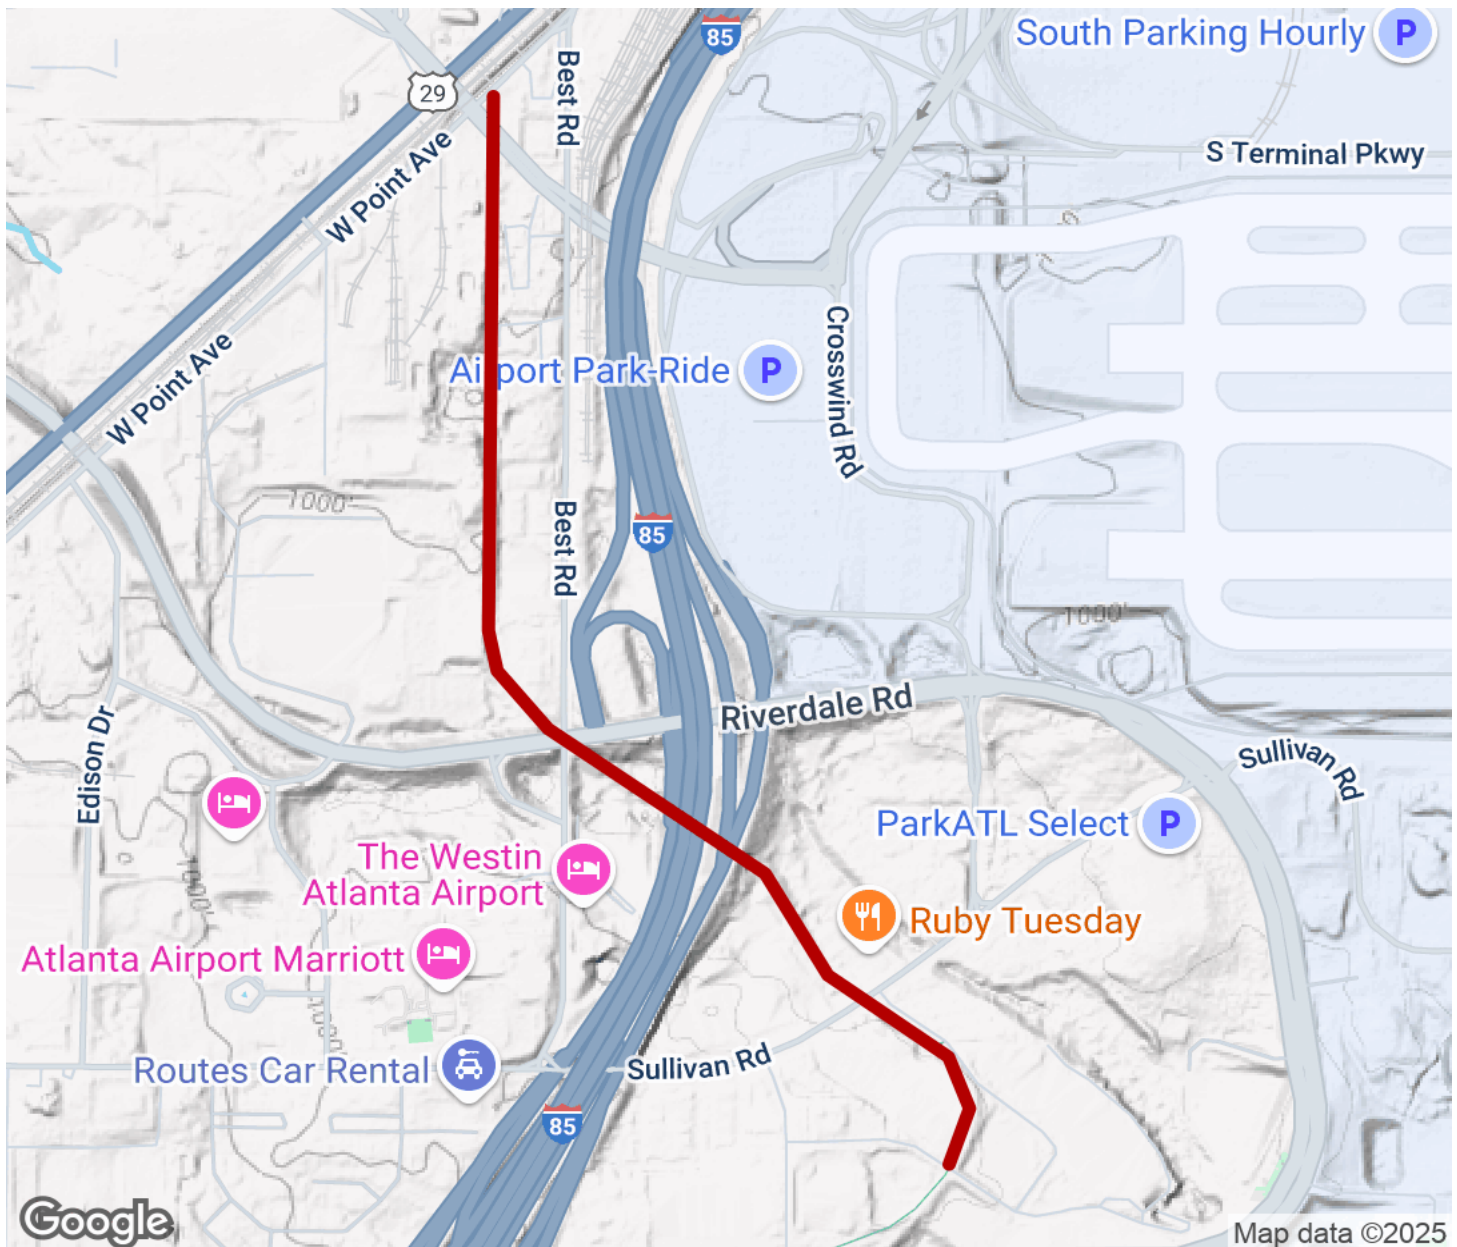 85
South Parking Hourly
P
29
Best Rd
W Point Ave
S Terminal Pkwy
W Point Ave
Airport Park-Ride
P
Crosswind Rd
1000'
Best Rd
85
1000'
Riverdale Rd
Edison Dr
Sullivan Rd
ParkATL Select
P
The Westin
Atlanta Airport
1000'
Ruby Tuesday
Atlanta Airport Marriott
Routes Car Rental
Sullivan Rd
85
Google
Map data ©2025